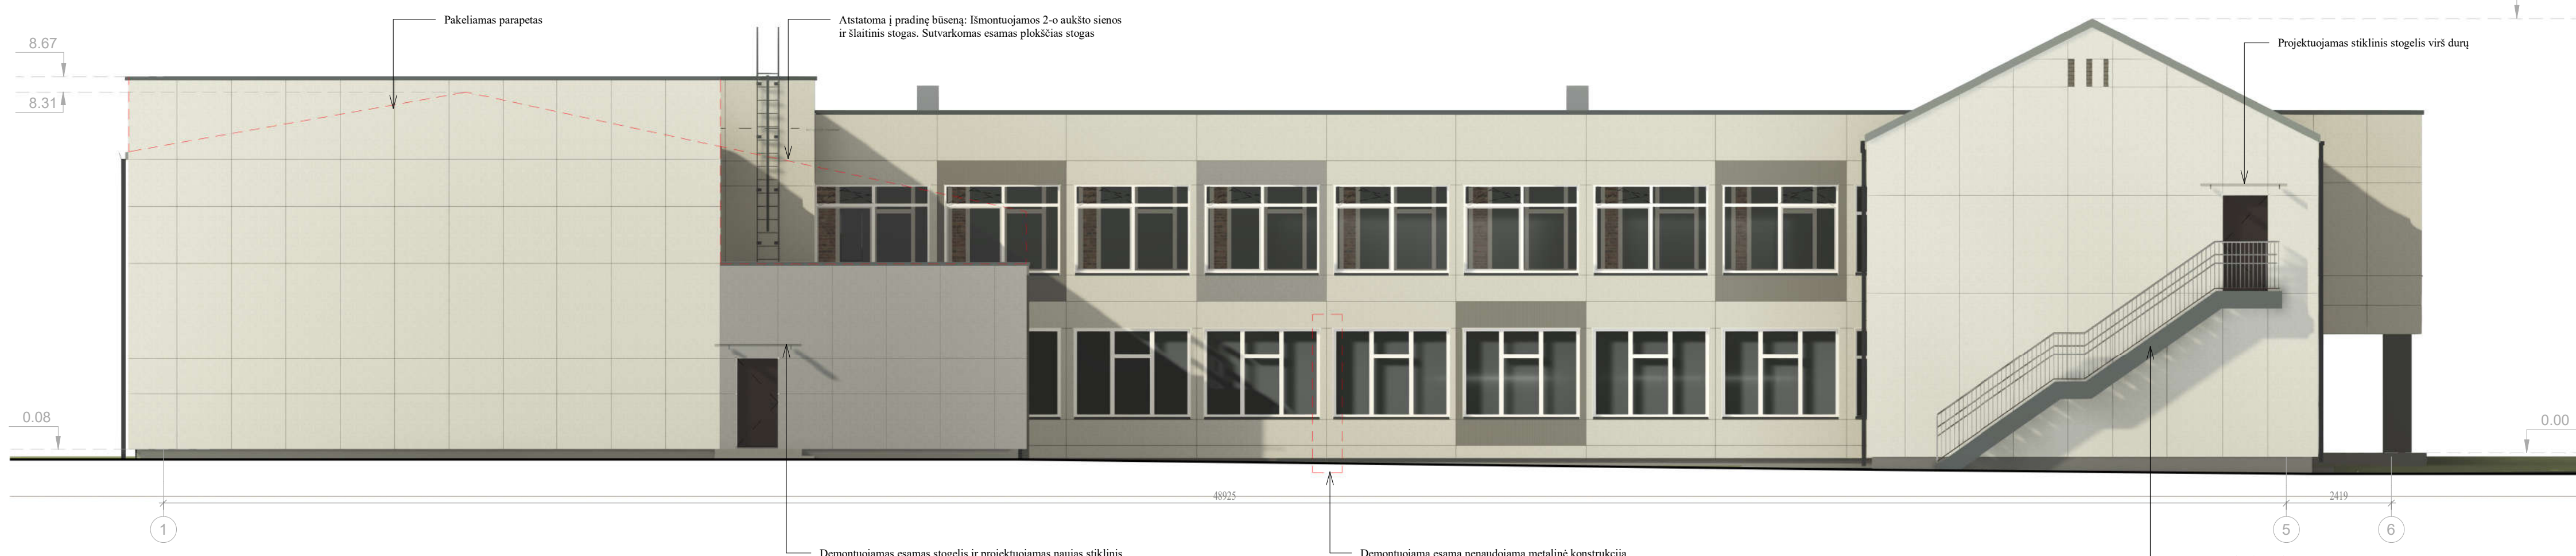 Pakeliamas parapetas
Atstatoma į pradinę būseną: Išmontuojamos 2-o aukšto sienos
ir šlaitinis stogas. Sutvarkomas esamas plokščias stogas
Projektuojamas stiklinis stogelis virš durų
8.67
8.31
0.08
0.00
48925
2419
1
5
6
Demontuojamas esamas stogelis ir projektuojamas naujas stiklinis
Demontuojama esama nenaudojama metalinė konstrukcija